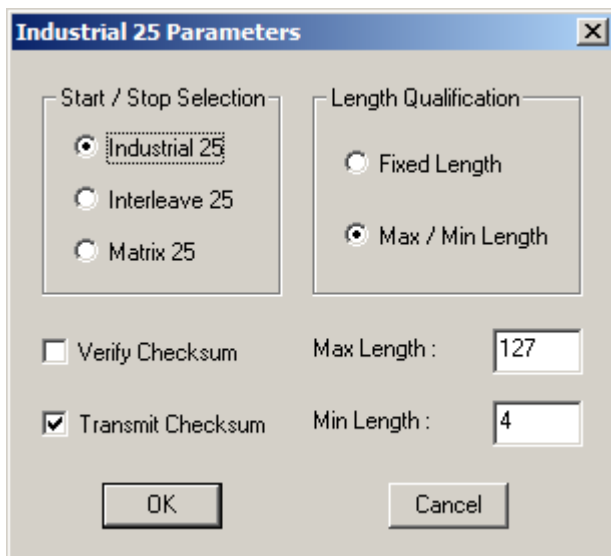 Industrial 25 Parameters
Start / Stop Selection
Industrial 25
Interleave 25
Matrix 25
Length Qualification
Fixed Length
Max / Min Length
Verify Checksum
Max Length :
127
Transmit Checksum
Min Length :
4
OK
Cancel